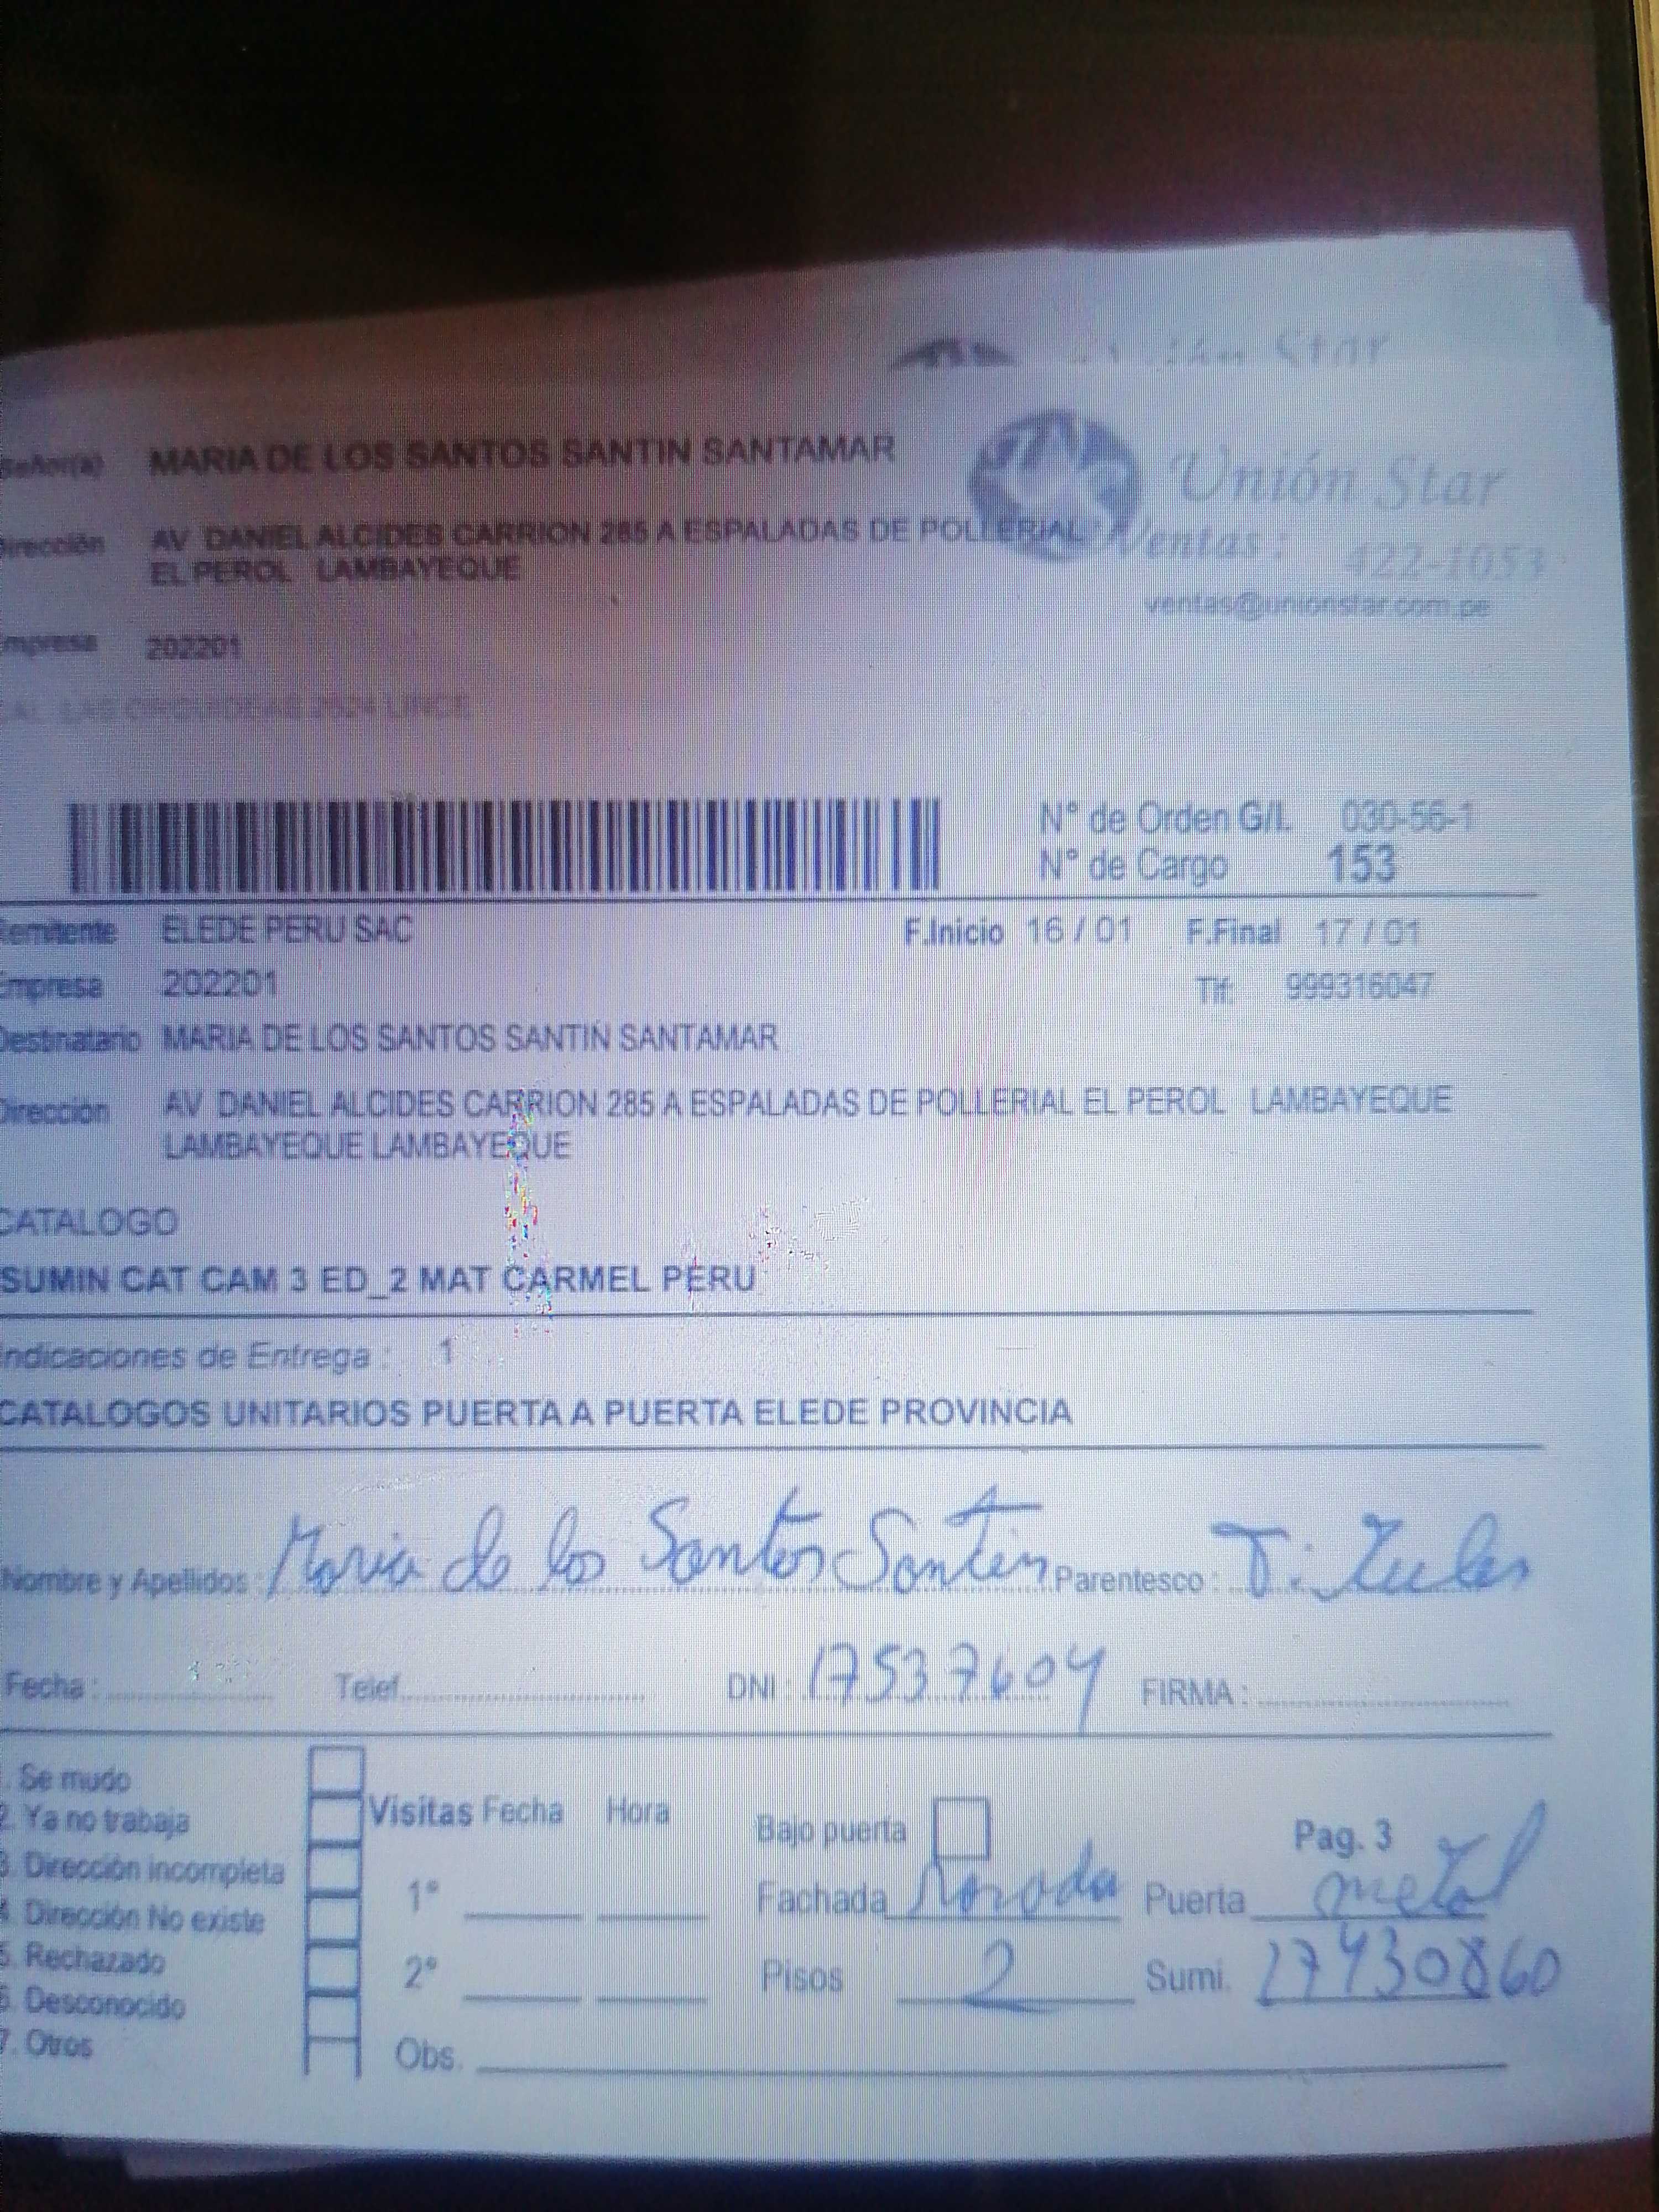 Señor(a) MARIA DE LOS SANTOS SANTIN SANTAMAR
Unión Star
Dirección AV DANIEL ALCIDES CARRION 285 A ESPALADAS DE POLLERIAL
EL PEROL LAMBAYEQUE
Ventas: 422-1053
ventas@unionstar.com.pe
Empresa 202201
LAS ORQUIDEAS 2624 LINCE
N° de Orden G/L 030-56-1
N° de Cargo 153
Remitente ELEDE PERU SAC F.Inicio 16 / 01 F.Final 17 / 01
Empresa 202201 Tlf: 999316047
Destinatario MARIA DE LOS SANTOS SANTIN SANTAMAR
Dirección AV DANIEL ALCIDES CARRION 285 A ESPALADAS DE POLLERIAL EL PEROL LAMBAYEQUE
LAMBAYEQUE LAMBAYEQUE
CATALOGO
SUMIN CAT CAM 3 ED_2 MAT CARMEL PERU
Indicaciones de Entrega : 1
CATALOGOS UNITARIOS PUERTA A PUERTA ELEDE PROVINCIA
Nombre y Apellidos : Maria de los Santos Santin Parentesco : Titular
Fecha : Telef. DNI : 17537604 FIRMA :
1. Se mudo
2. Ya no trabaja
3. Dirección incompleta
4. Dirección No existe
5. Rechazado
6. Desconocido
7. Otros
Visitas Fecha Hora
1°
2°
Obs.
Bajo puerta Pag. 3
Fachada Morada Puerta metal
Pisos 2 Sumi. 27430860